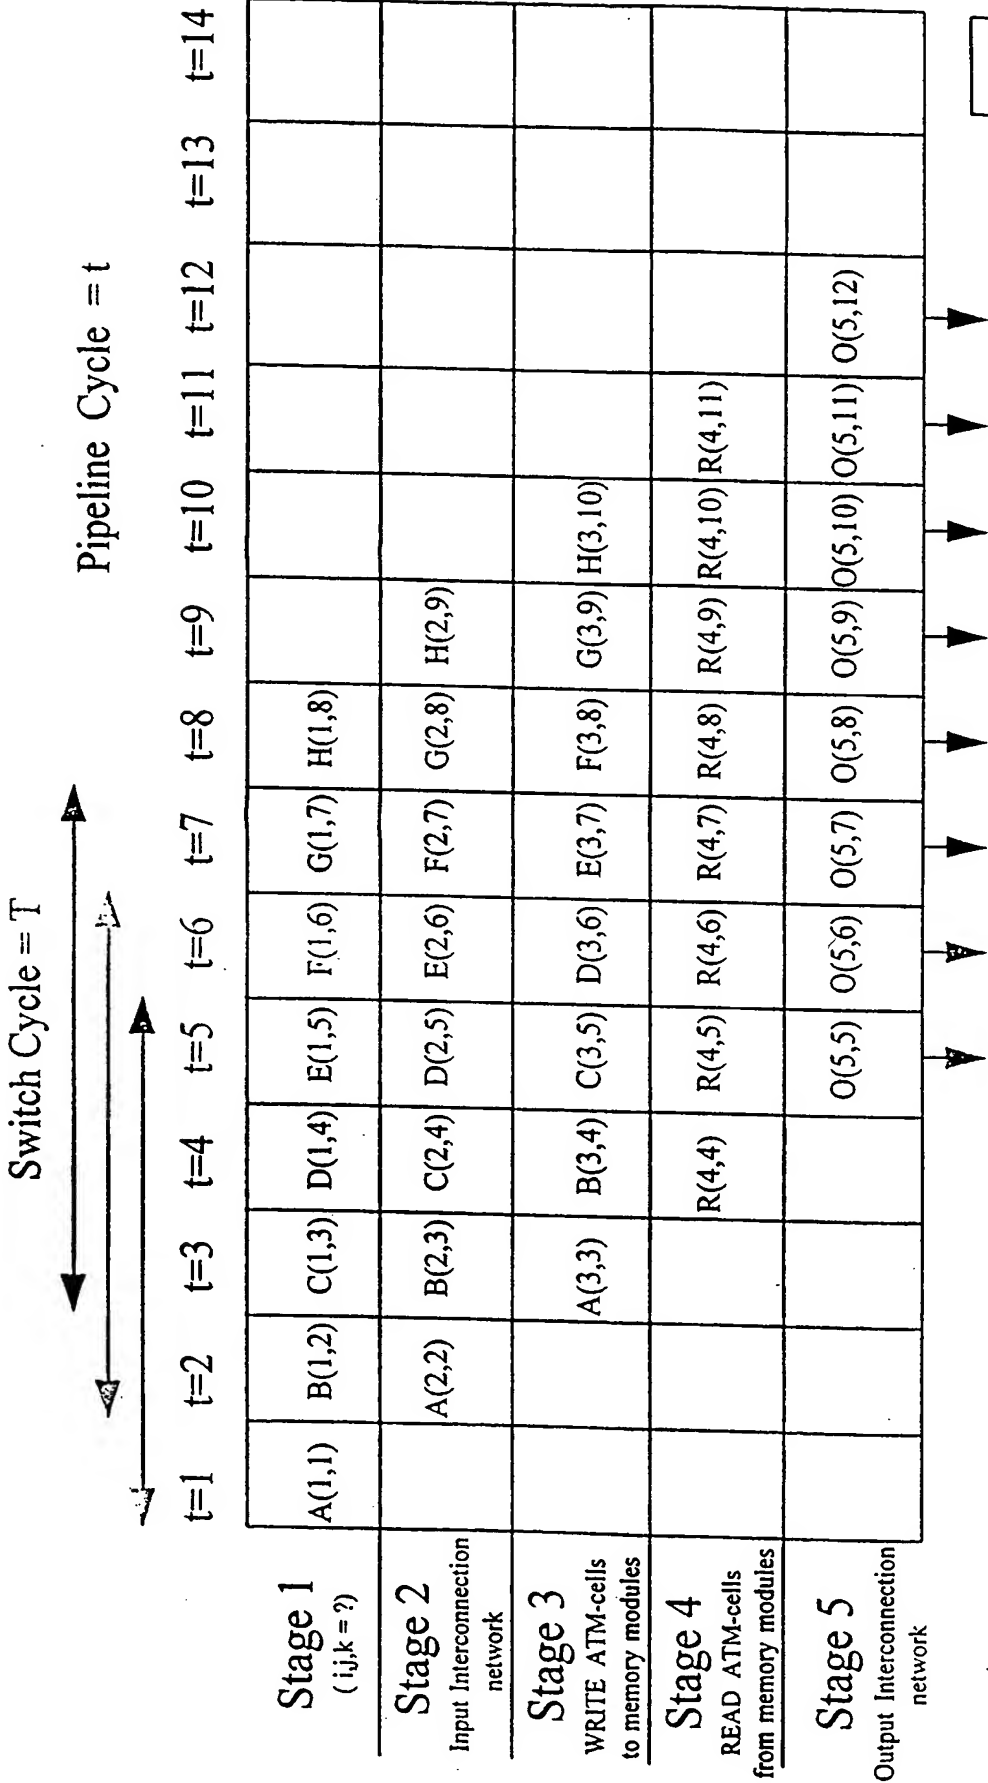 Switch Cycle = T
Pipeline Cycle = t
t=1 t=2 t=3 t=4 t=5 t=6 t=7 t=8 t=9 t=10 t=11 t=12 t=13 t=14
Stage 1
( i,j,k = ?)
A(1,1) B(1,2) C(1,3) D(1,4) E(1,5) F(1,6) G(1,7) H(1,8)
Stage 2
Input Interconnection
network
A(2,2) B(2,3) C(2,4) D(2,5) E(2,6) F(2,7) G(2,8) H(2,9)
Stage 3
WRITE ATM-cells
to memory modules
A(3,3) B(3,4) C(3,5) D(3,6) E(3,7) F(3,8) G(3,9) H(3,10)
Stage 4
READ ATM-cells
from memory modules
R(4,4) R(4,5) R(4,6) R(4,7) R(4,8) R(4,9) R(4,10) R(4,11)
Stage 5
Output Interconnection
network
O(5,5) O(5,6) O(5,7) O(5,8) O(5,9) O(5,10) O(5,11) O(5,12)